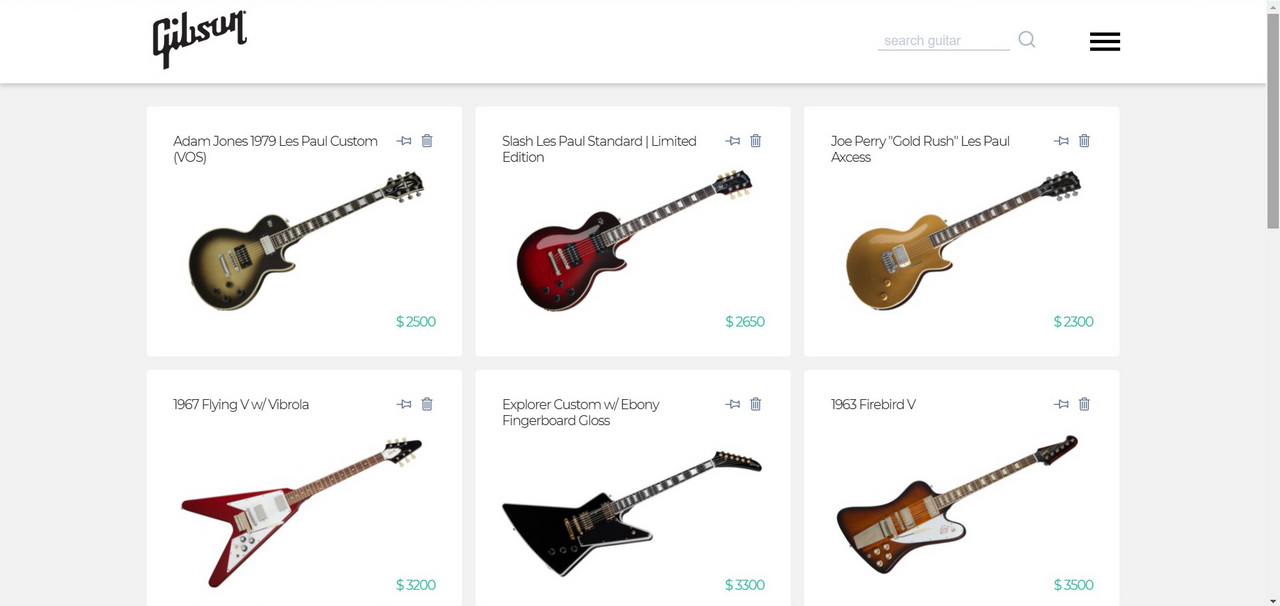 Gibson
search guitar
Adam Jones 1979 Les Paul Custom
(VOS)
$ 2500
Slash Les Paul Standard | Limited
Edition
$ 2650
Joe Perry "Gold Rush" Les Paul
Axcess
$ 2300
1967 Flying V w/ Vibrola
$ 3200
Explorer Custom w/ Ebony
Fingerboard Gloss
$ 3300
1963 Firebird V
$ 3500